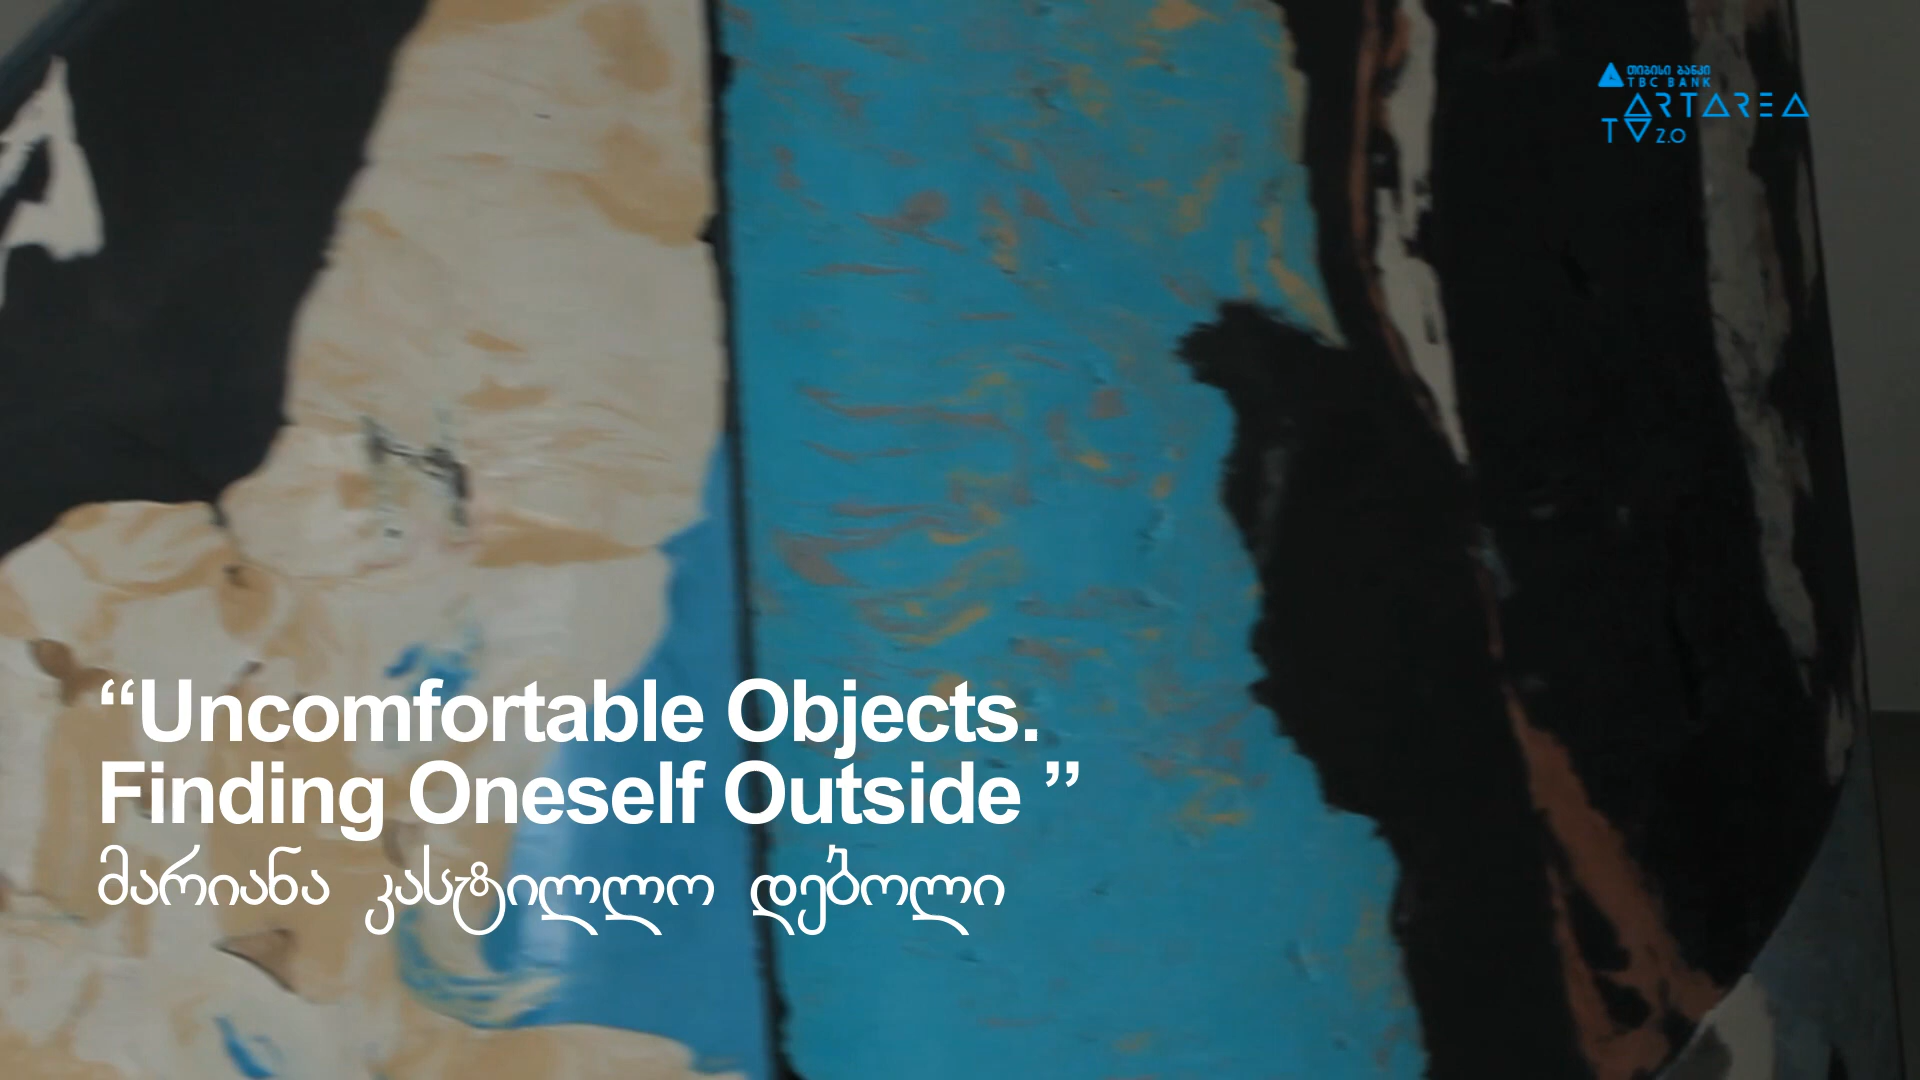 თიბისი ბანკი
TBC BANK
ARTAREA
TV 2.0
“Uncomfortable Objects.
Finding Oneself Outside ”
მარიანა კასტილლო დებოლი